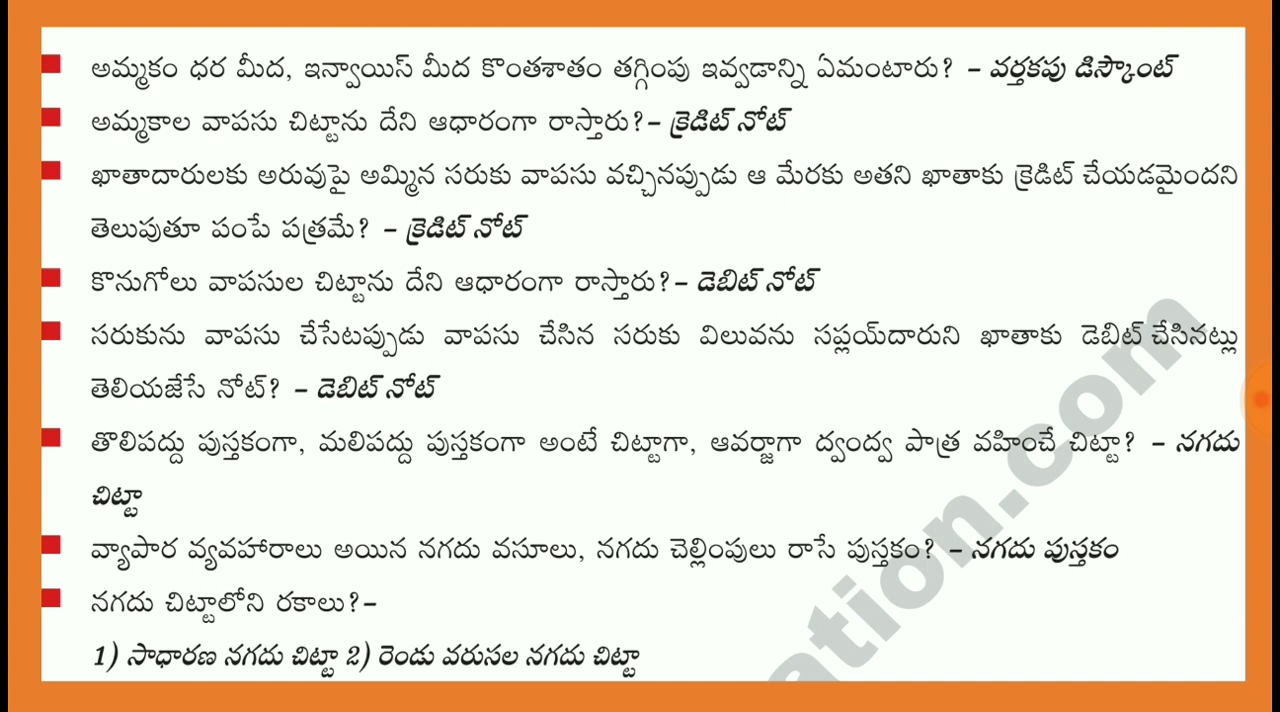 అమ్మకం ధర మీద, ఇన్వాయిస్ మీద కొంతశాతం తగ్గింపు ఇవ్వడాన్ని ఏమంటారు? – వర్తకపు డిస్కౌంట్
అమ్మకాల వాపసు చిట్టాను దేని ఆధారంగా రాస్తారు?– క్రెడిట్ నోట్
ఖాతాదారులకు అరువుపై అమ్మిన సరుకు వాపసు వచ్చినప్పుడు ఆ మేరకు అతని ఖాతాకు క్రెడిట్ చేయడమైందని
తెలుపుతూ పంపే పత్రమే? – క్రెడిట్ నోట్
కొనుగోలు వాపసుల చిట్టాను దేని ఆధారంగా రాస్తారు?– డెబిట్ నోట్
సరుకును వాపసు చేసేటప్పుడు వాపసు చేసిన సరుకు విలువను సప్లయ్‌దారుని ఖాతాకు డెబిట్ చేసినట్లు
తెలియజేసే నోట్? – డెబిట్ నోట్
తొలిపద్దు పుస్తకంగా, మలిపద్దు పుస్తకంగా అంటే చిట్టాగా, ఆవర్జాగా ద్వంద్వ పాత్ర వహించే చిట్టా? – నగదు
చిట్టా
వ్యాపార వ్యవహారాలు అయిన నగదు వసూలు, నగదు చెల్లింపులు రాసే పుస్తకం? – నగదు పుస్తకం
నగదు చిట్టాలోని రకాలు?–
1) సాధారణ నగదు చిట్టా 2) రెండు వరుసల నగదు చిట్టా
ation.com